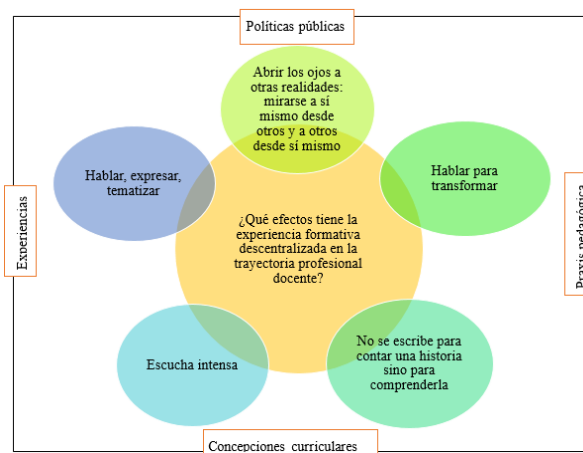 Políticas públicas
Abrir los ojos a
otras realidades:
mirarse a sí
mismo desde
otros y a otros
desde sí mismo
Hablar, expresar,
tematizar
Hablar para
transformar
Experiencias
¿Qué efectos tiene la
experiencia formativa
descentralizada en la
trayectoria profesional
docente?
Praxis pedagógica
Escucha intensa
No se escribe para
contar una historia
sino para
comprenderla
Concepciones curriculares